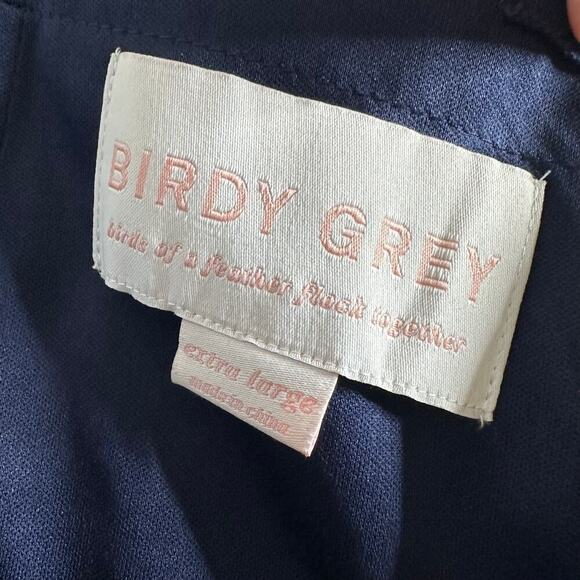 BIRDY GREY
birds of a feather flock together
extra large
made in china